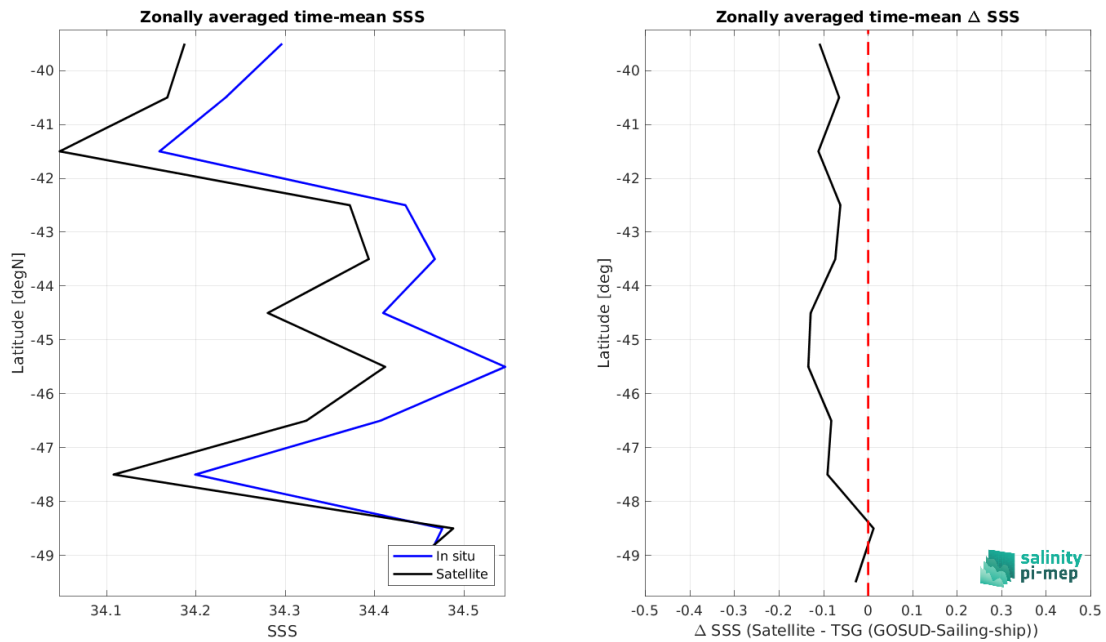 Zonally averaged time-mean SSS
-40
-41
-42
-43
-44
-45
-46
-47
-48
-49
Latitude [degN]
34.1 34.2 34.3 34.4 34.5
SSS
In situ
Satellite
Zonally averaged time-mean Δ SSS
-40
-41
-42
-43
-44
-45
-46
-47
-48
-49
Latitude [deg]
-0.5 -0.4 -0.3 -0.2 -0.1 0 0.1 0.2 0.3 0.4 0.5
Δ SSS (Satellite - TSG (GOSUD-Sailing-ship))
salinity
pi-mep